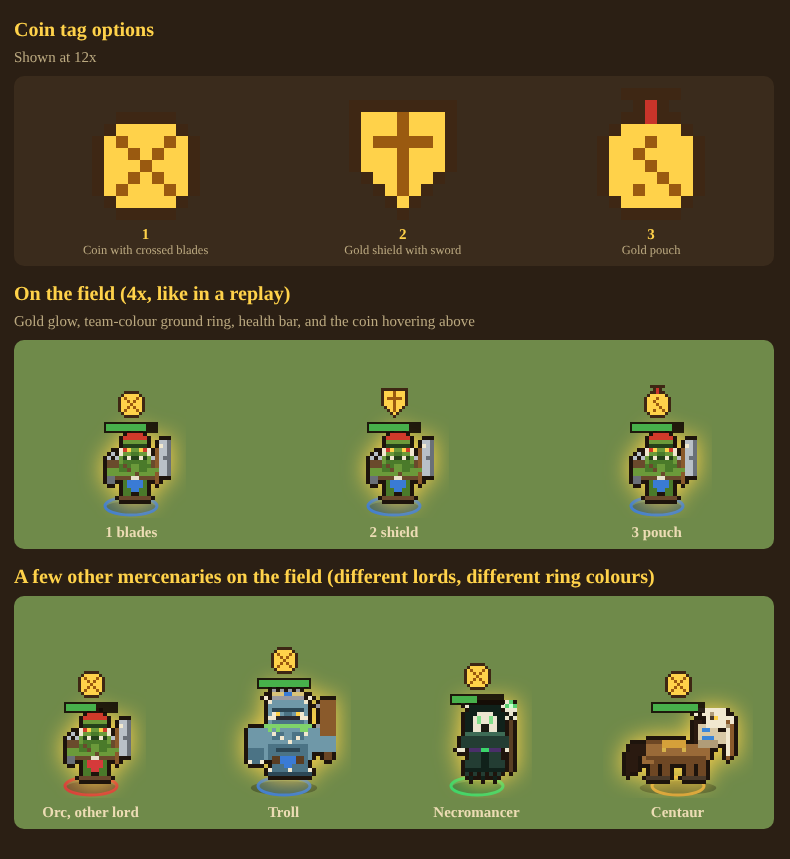 Coin tag options
Shown at 12x
1
Coin with crossed blades
2
Gold shield with sword
3
Gold pouch
On the field (4x, like in a replay)
Gold glow, team-colour ground ring, health bar, and the coin hovering above
1 blades
2 shield
3 pouch
A few other mercenaries on the field (different lords, different ring colours)
Orc, other lord
Troll
Necromancer
Centaur